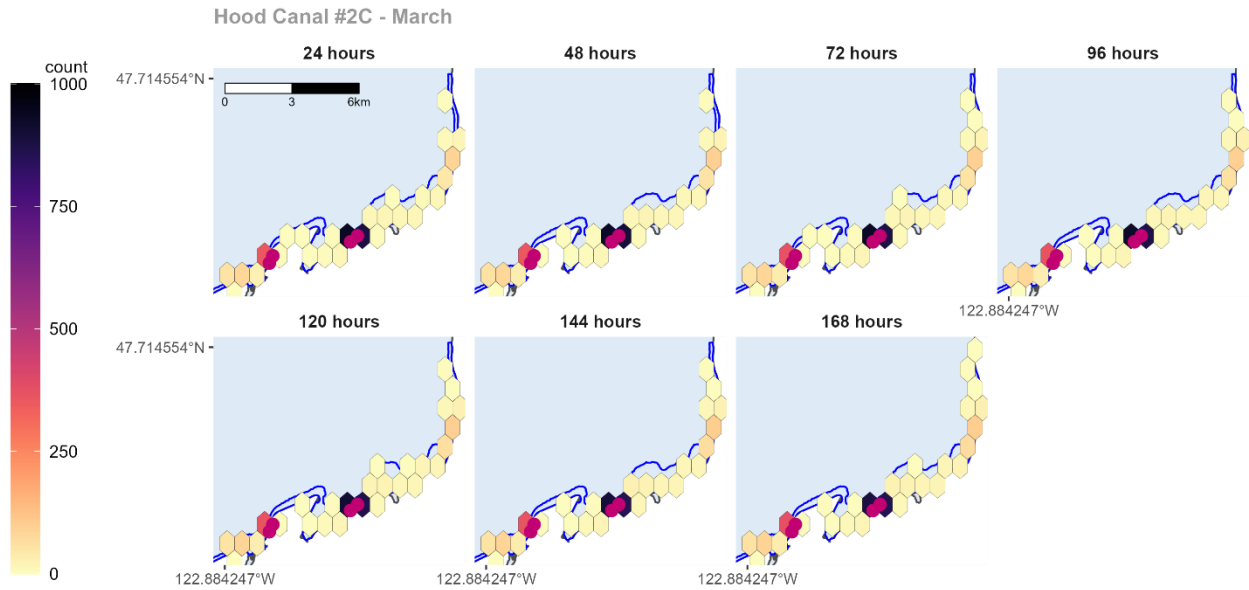 Hood Canal #2C - March
24 hours
48 hours
72 hours
96 hours
count
1000
750
500
250
0
47.714554°N
0 3 6km
122.884247°W
120 hours
144 hours
168 hours
47.714554°N
122.884247°W
122.884247°W
122.884247°W